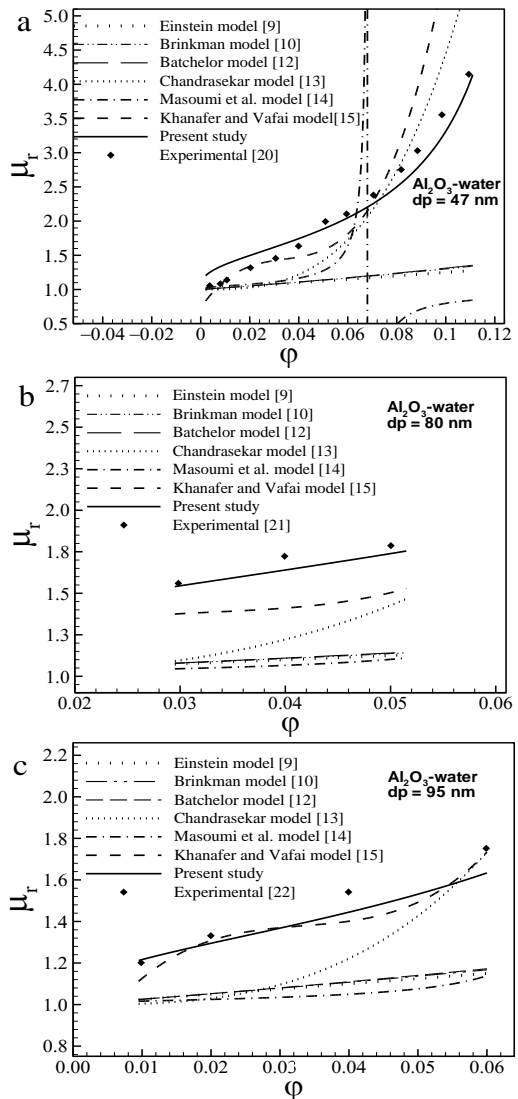 a
5.0
4.5
4.0
3.5
3.0
2.5
2.0
1.5
1.0
0.5
μr
Einstein model [9]
Brinkman model [10]
Batchelor model [12]
Chandrasekar model [13]
Masoumi et al. model [14]
Khanafer and Vafai model[15]
Present study
Experimental [20]
Al2O3-water
dp = 47 nm
−0.04 −0.02 0 0.02 0.04 0.06 0.08 0.10
φ
b
2.7
2.5
2.3
2.0
1.8
1.5
1.3
1.0
μr
Einstein model [9]
Brinkman model [10]
Batchelor model [12]
Chandrasekar model [13]
Masoumi et al. model [14]
Khanafer and Vafai model [15]
Present study
Experimental [21]
Al2O3-water
dp = 80 nm
0.02 0.03 0.04 0.05 0.06
φ
c
2.2
2.0
1.8
1.6
1.4
1.2
1.0
0.8
μr
Einstein model [9]
Brinkman model [10]
Batchelor model [12]
Chandrasekar model [13]
Masoumi et al. model [14]
Khanafer and Vafai model [15]
Present study
Experimental [22]
Al2O3-water
dp = 95 nm
0.00 0.01 0.02 0.03 0.04 0.05 0.06
φ